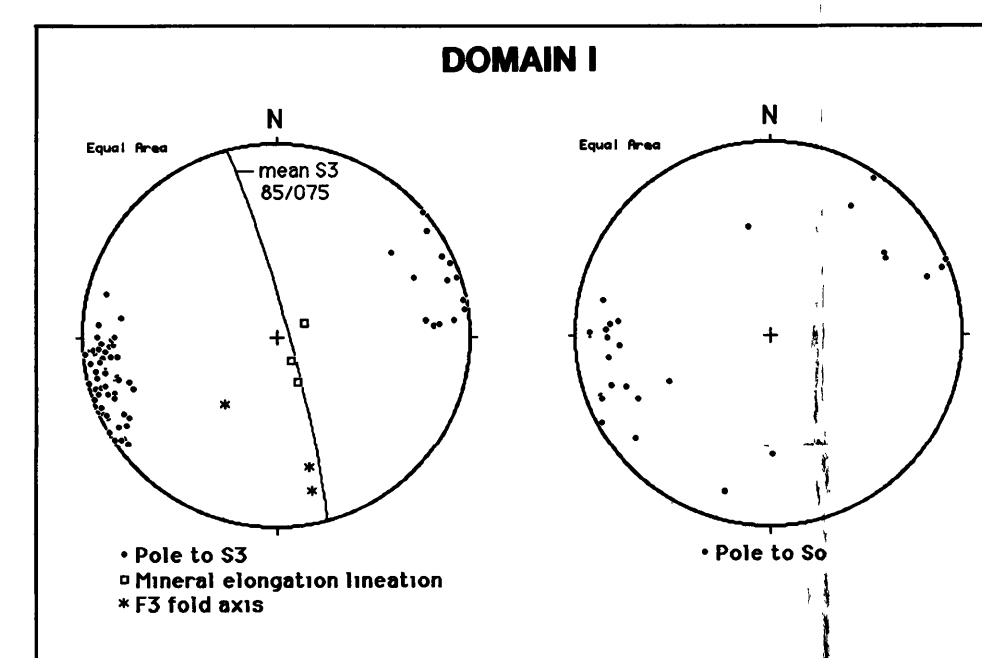 DOMAIN I
N
Equal Area
mean S3
85/075
• Pole to S3
□ Mineral elongation lineation
* F3 fold axis
N
Equal Area
• Pole to So